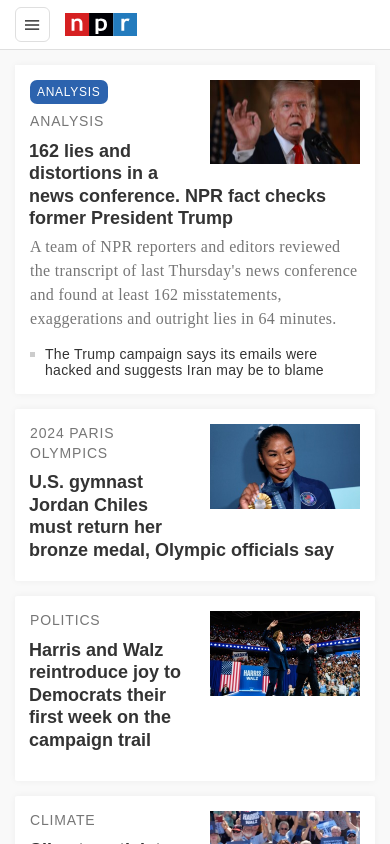 npr
ANALYSIS
ANALYSIS
162 lies and
distortions in a
news conference. NPR fact checks
former President Trump
A team of NPR reporters and editors reviewed
the transcript of last Thursday's news conference
and found at least 162 misstatements,
exaggerations and outright lies in 64 minutes.
The Trump campaign says its emails were
hacked and suggests Iran may be to blame
2024 PARIS
OLYMPICS
U.S. gymnast
Jordan Chiles
must return her
bronze medal, Olympic officials say
POLITICS
Harris and Walz
reintroduce joy to
Democrats their
first week on the
campaign trail
HARRIS
WALZ
CLIMATE
HARRIS
WALZ